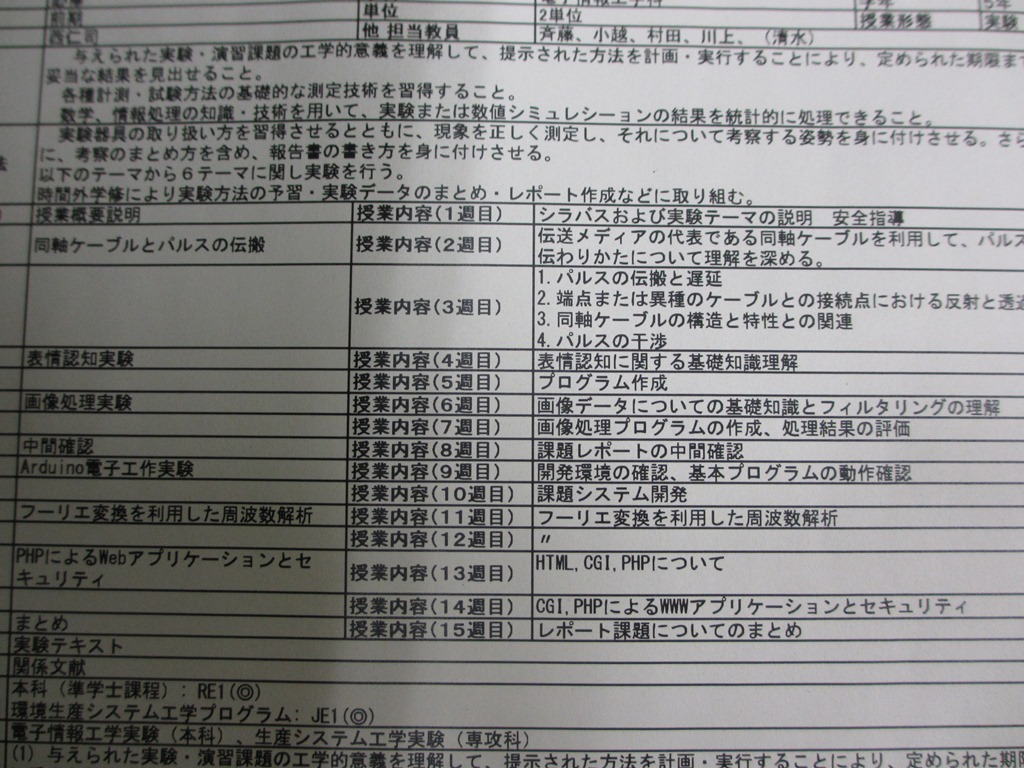 前期 単位 2単位 授業形態 実験
西仁司 他 担当教員 斉藤、小越、村田、川上、（清水）
与えられた実験・演習課題の工学的意義を理解して、提示された方法を計画・実行することにより、定められた期限ま
妥当な結果を見出せること。
各種計測・試験方法の基礎的な測定技術を習得すること。
数学、情報処理の知識・技術を用いて、実験または数値シミュレーションの結果を統計的に処理できること。
実験器具の取り扱い方を習得させるとともに、現象を正しく測定し、それについて考察する姿勢を身に付けさせる。さら
に、考察のまとめ方を含め、報告書の書き方を身に付けさせる。
以下のテーマから６テーマに関し実験を行う。
時間外学修により実験方法の予習・実験データのまとめ・レポート作成などに取り組む。
授業概要説明 授業内容(1週目) シラバスおよび実験テーマの説明 安全指導
同軸ケーブルとパルスの伝搬 授業内容(2週目) 伝送メディアの代表である同軸ケーブルを利用して、パルス
伝わりかたについて理解を深める。
授業内容(3週目) 1. パルスの伝搬と遅延
2. 端点または異種のケーブルとの接続点における反射と透過
3. 同軸ケーブルの構造と特性との関連
4. パルスの干渉
表情認知実験 授業内容(4週目) 表情認知に関する基礎知識理解
授業内容(5週目) プログラム作成
画像処理実験 授業内容(6週目) 画像データについての基礎知識とフィルタリングの理解
授業内容(7週目) 画像処理プログラムの作成、処理結果の評価
中間確認 授業内容(8週目) 課題レポートの中間確認
Arduino電子工作実験 授業内容(9週目) 開発環境の確認、基本プログラムの動作確認
授業内容(10週目) 課題システム開発
フーリエ変換を利用した周波数解析 授業内容(11週目) フーリエ変換を利用した周波数解析
授業内容(12週目) 〃
PHPによるWebアプリケーションとセ
キュリティ 授業内容(13週目) HTML,CGI,PHPについて
授業内容(14週目) CGI,PHPによるWWWアプリケーションとセキュリティ
まとめ 授業内容(15週目) レポート課題についてのまとめ
実験テキスト
関係文献
本科（準学士課程）: RE1(◎)
環境生産システム工学プログラム: JE1(◎)
電子情報工学実験（本科）、生産システム工学実験（専攻科）
(1) 与えられた実験・演習課題の工学的意義を理解して、提示された方法を計画・実行することにより、定められた期限